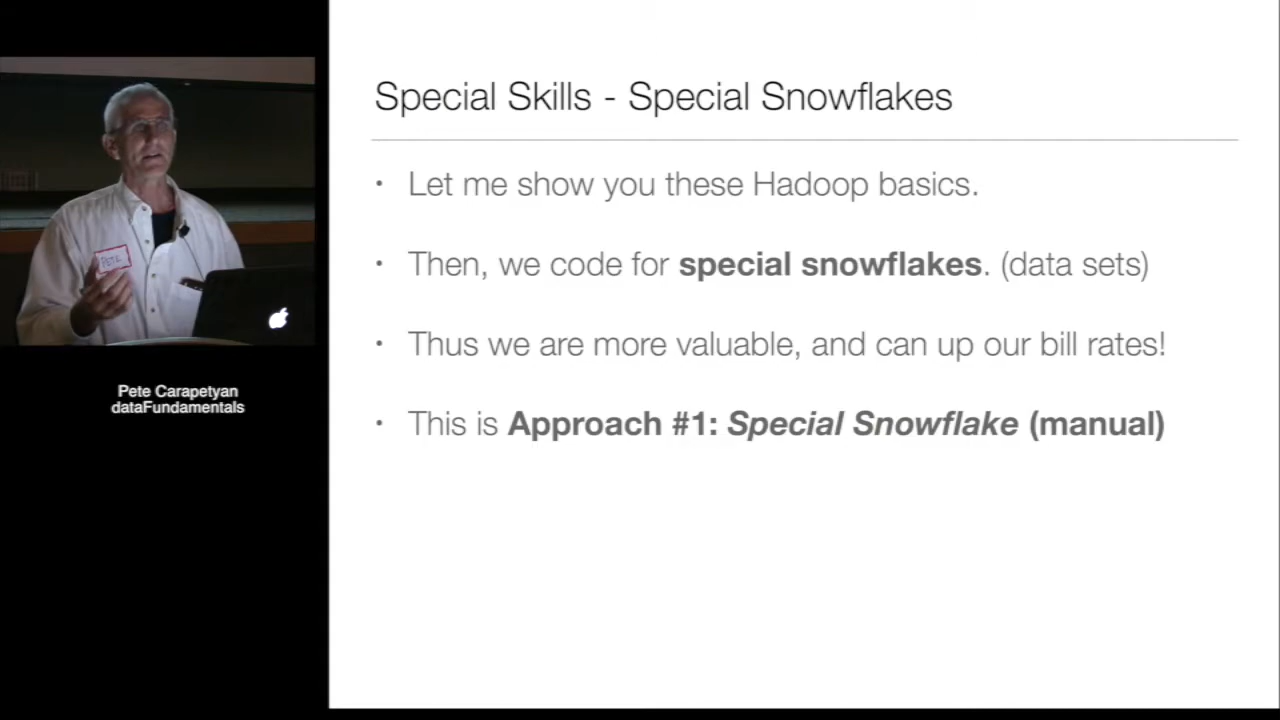 Special Skills - Special Snowflakes
• Let me show you these Hadoop basics.
• Then, we code for special snowflakes. (data sets)
• Thus we are more valuable, and can up our bill rates!
• This is Approach #1: Special Snowflake (manual)
PETE
Pete Carapetyan
dataFundamentals